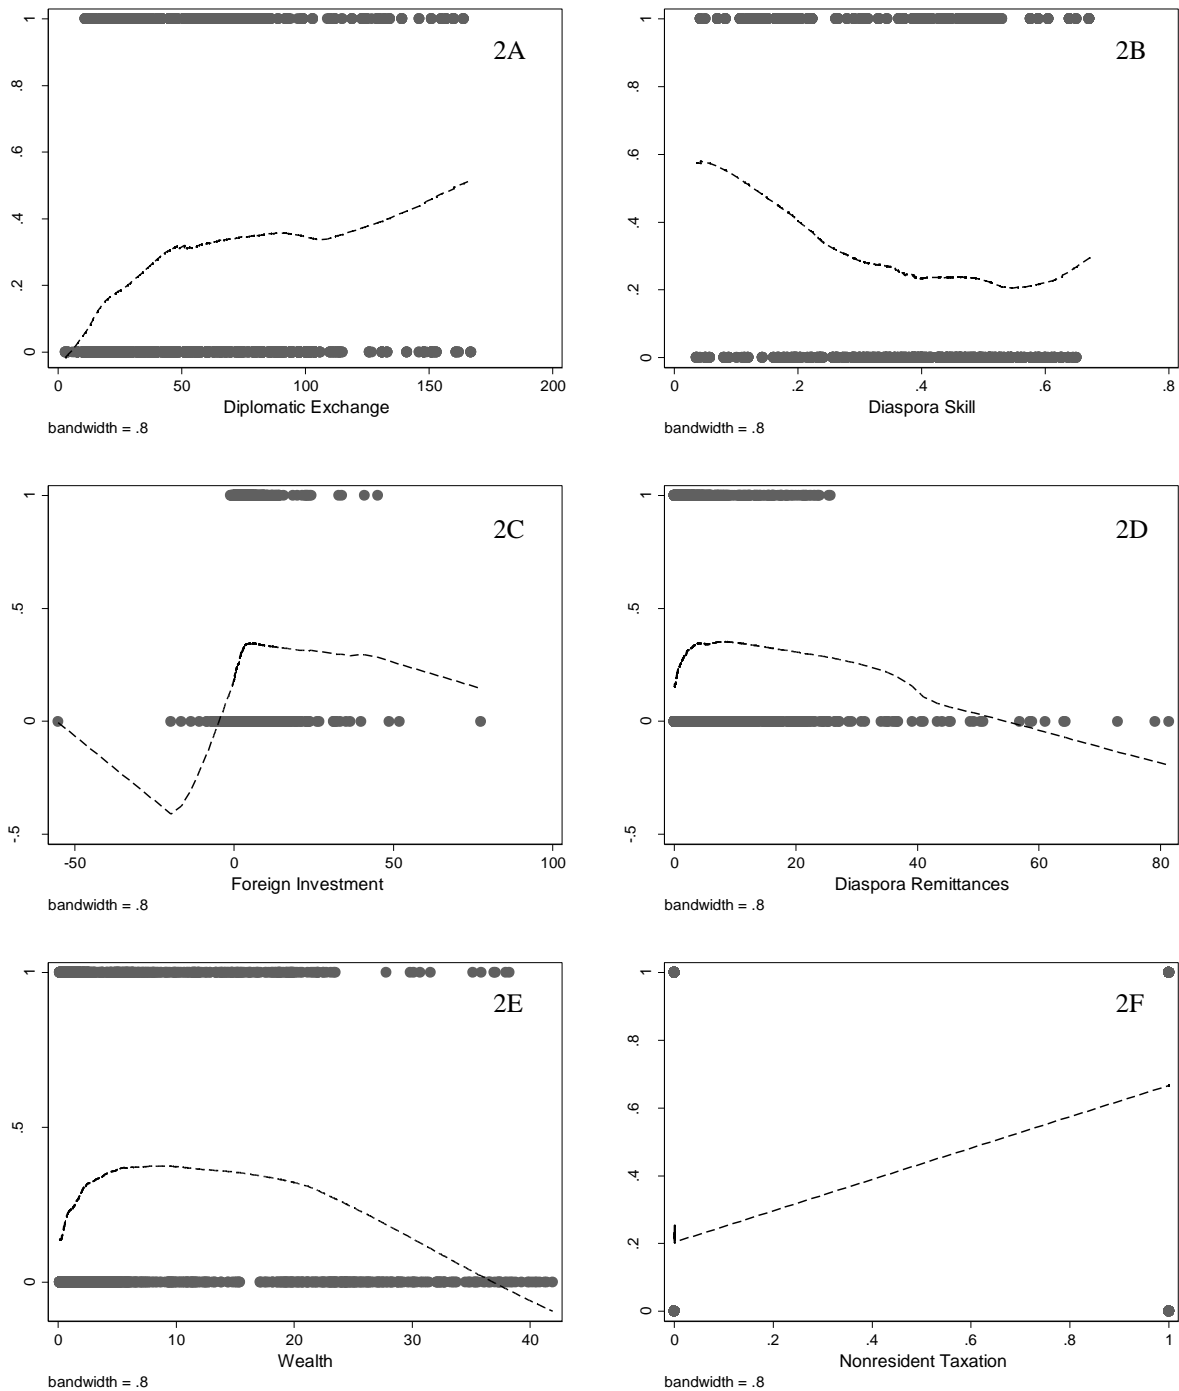 2A
1
.8
.6
.4
.2
0
0 50 100 150 200
Diplomatic Exchange
bandwidth = .8
2B
1
.8
.6
.4
.2
0
0 .2 .4 .6 .8
Diaspora Skill
bandwidth = .8
2C
1
.5
0
-.5
-50 0 50 100
Foreign Investment
bandwidth = .8
2D
1
.5
0
-.5
0 20 40 60 80
Diaspora Remittances
bandwidth = .8
2E
1
.5
0
0 10 20 30 40
Wealth
bandwidth = .8
2F
1
.8
.6
.4
.2
0
0 .2 .4 .6 .8 1
Nonresident Taxation
bandwidth = .8